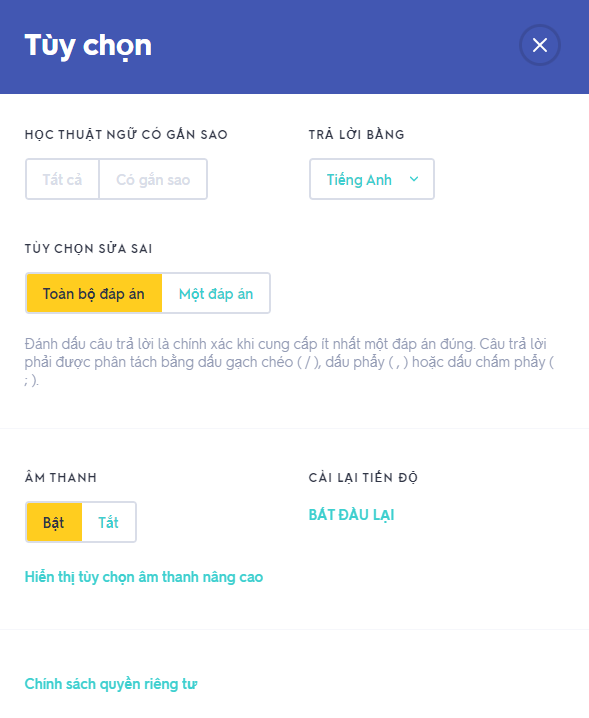 Tùy chọn
HỌC THUẬT NGỮ CÓ GẮN SAO
TRẢ LỜI BẰNG
Tất cả
Có gắn sao
Tiếng Anh
TÙY CHỌN SỬA SAI
Toàn bộ đáp án
Một đáp án
Đánh dấu câu trả lời là chính xác khi cung cấp ít nhất một đáp án đúng. Câu trả lời
phải được phân tách bằng dấu gạch chéo ( / ), dấu phẩy ( , ) hoặc dấu chấm phẩy (
; ).
ÂM THANH
CÀI LẠI TIẾN ĐỘ
Bật
Tắt
BẮT ĐẦU LẠI
Hiển thị tùy chọn âm thanh nâng cao
Chính sách quyền riêng tư